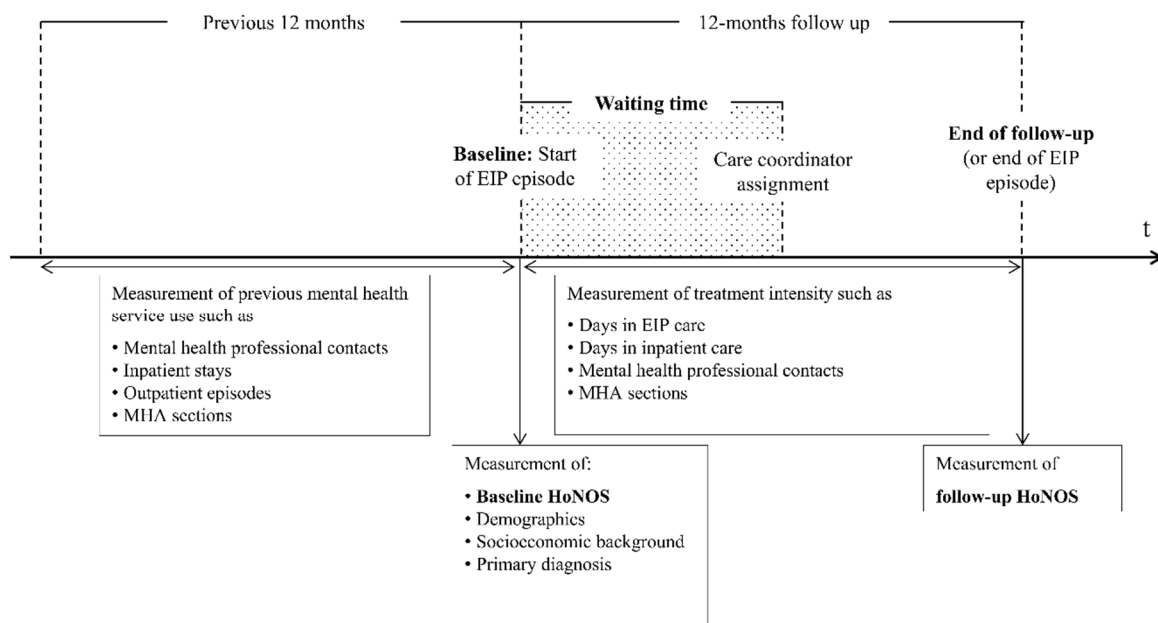 Previous 12 months
12-months follow up
Waiting time
Baseline: Start
of EIP episode
Care coordinator
assignment
End of follow-up
(or end of EIP
episode)
t
Measurement of previous mental health
service use such as
• Mental health professional contacts
• Inpatient stays
• Outpatient episodes
• MHA sections
Measurement of treatment intensity such as
• Days in EIP care
• Days in inpatient care
• Mental health professional contacts
• MHA sections
Measurement of:
• Baseline HoNOS
• Demographics
• Socioeconomic background
• Primary diagnosis
Measurement of
follow-up HoNOS